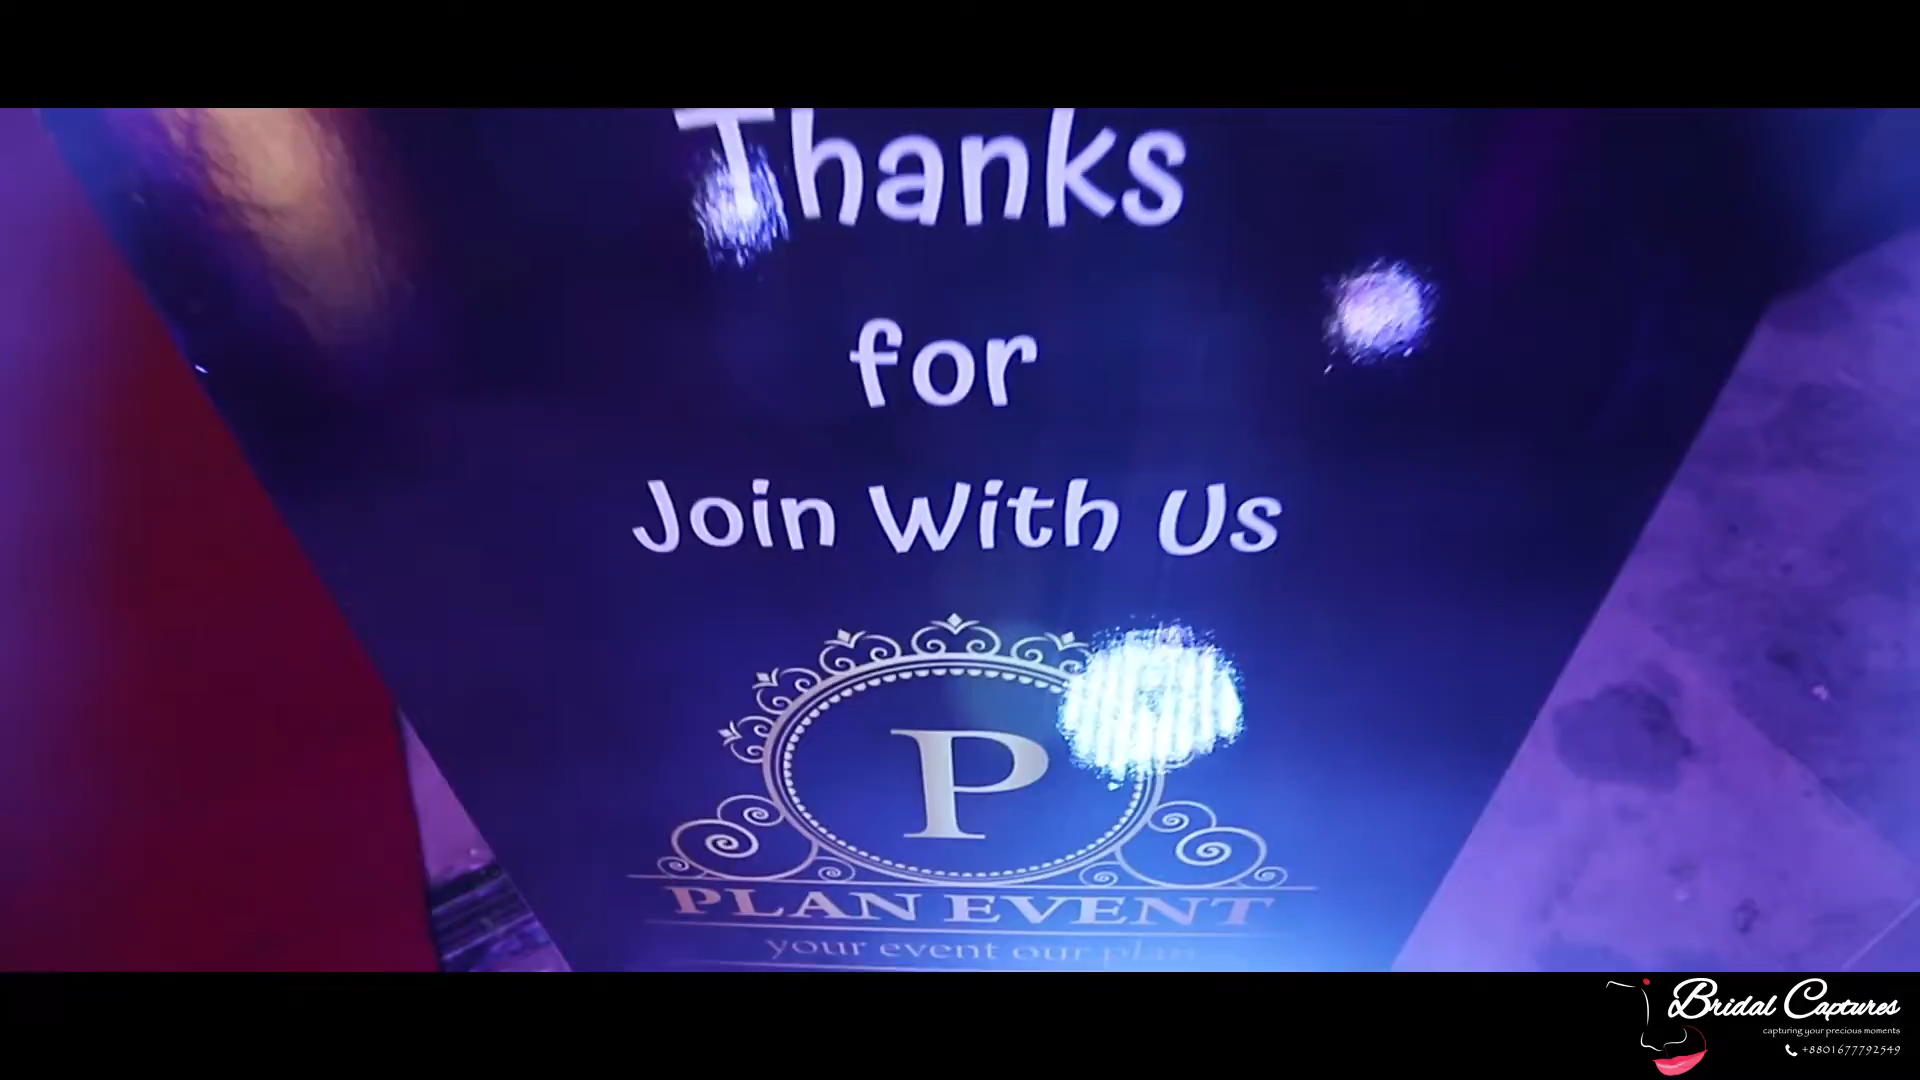 Thanks
for
Join With Us
P
PLAN EVENT
your event our plan
Bridal Captures
capturing your precious moments
+8801677792549